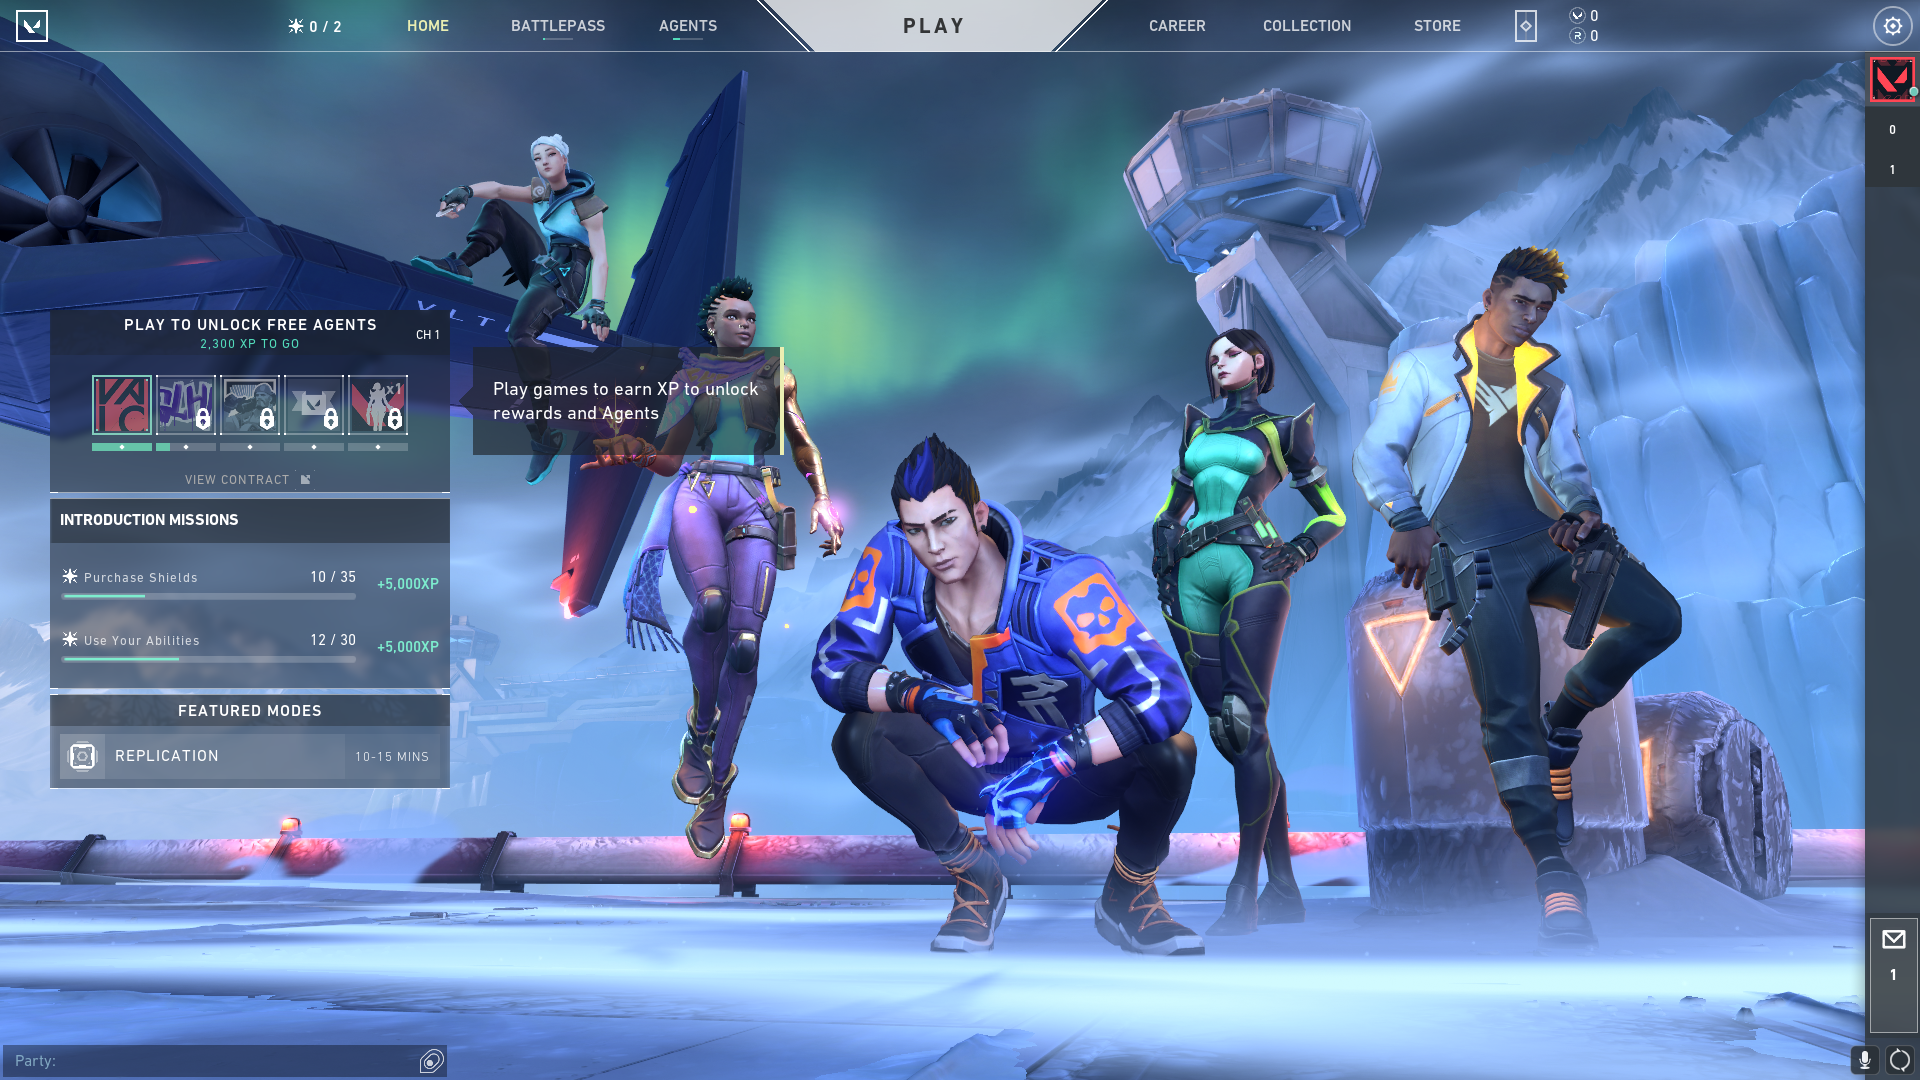 0 / 2
HOME
BATTLEPASS
AGENTS
PLAY
CAREER
COLLECTION
STORE
0
0
0
1
PLAY TO UNLOCK FREE AGENTS
2,300 XP TO GO
CH 1
x1
VIEW CONTRACT
Play games to earn XP to unlock
rewards and Agents
INTRODUCTION MISSIONS
Purchase Shields
10 / 35
+5,000XP
Use Your Abilities
12 / 30
+5,000XP
FEATURED MODES
REPLICATION
10-15 MINS
1
Party: